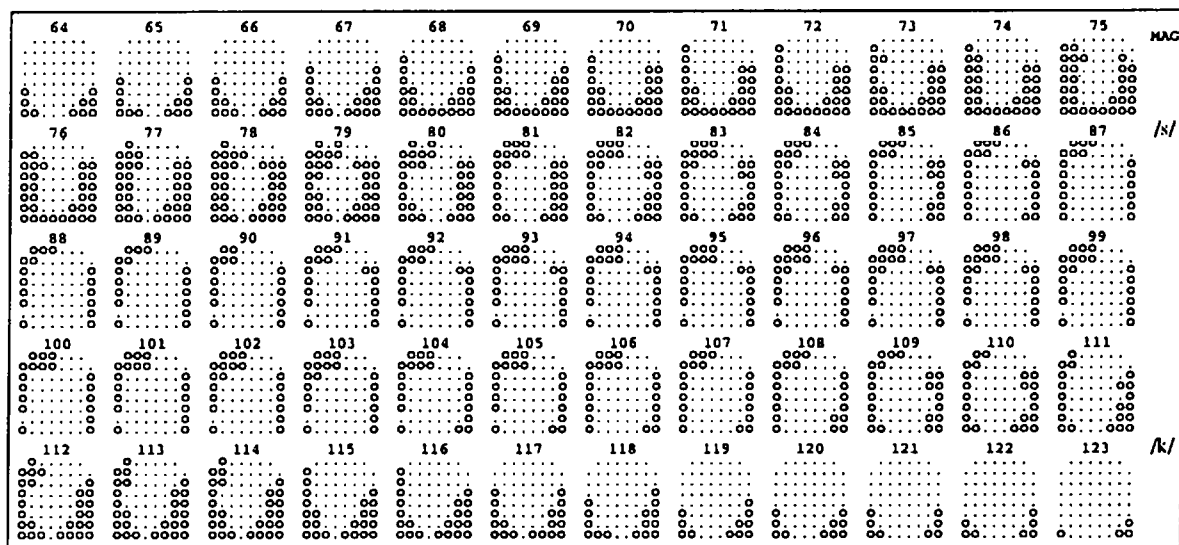 64 65 66 67 68 69 70 71 72 73 74 75 MAG
76 77 78 79 80 81 82 83 84 85 86 87 /s/
88 89 90 91 92 93 94 95 96 97 98 99
100 101 102 103 104 105 106 107 108 109 110 111
112 113 114 115 116 117 118 119 120 121 122 123 /k/